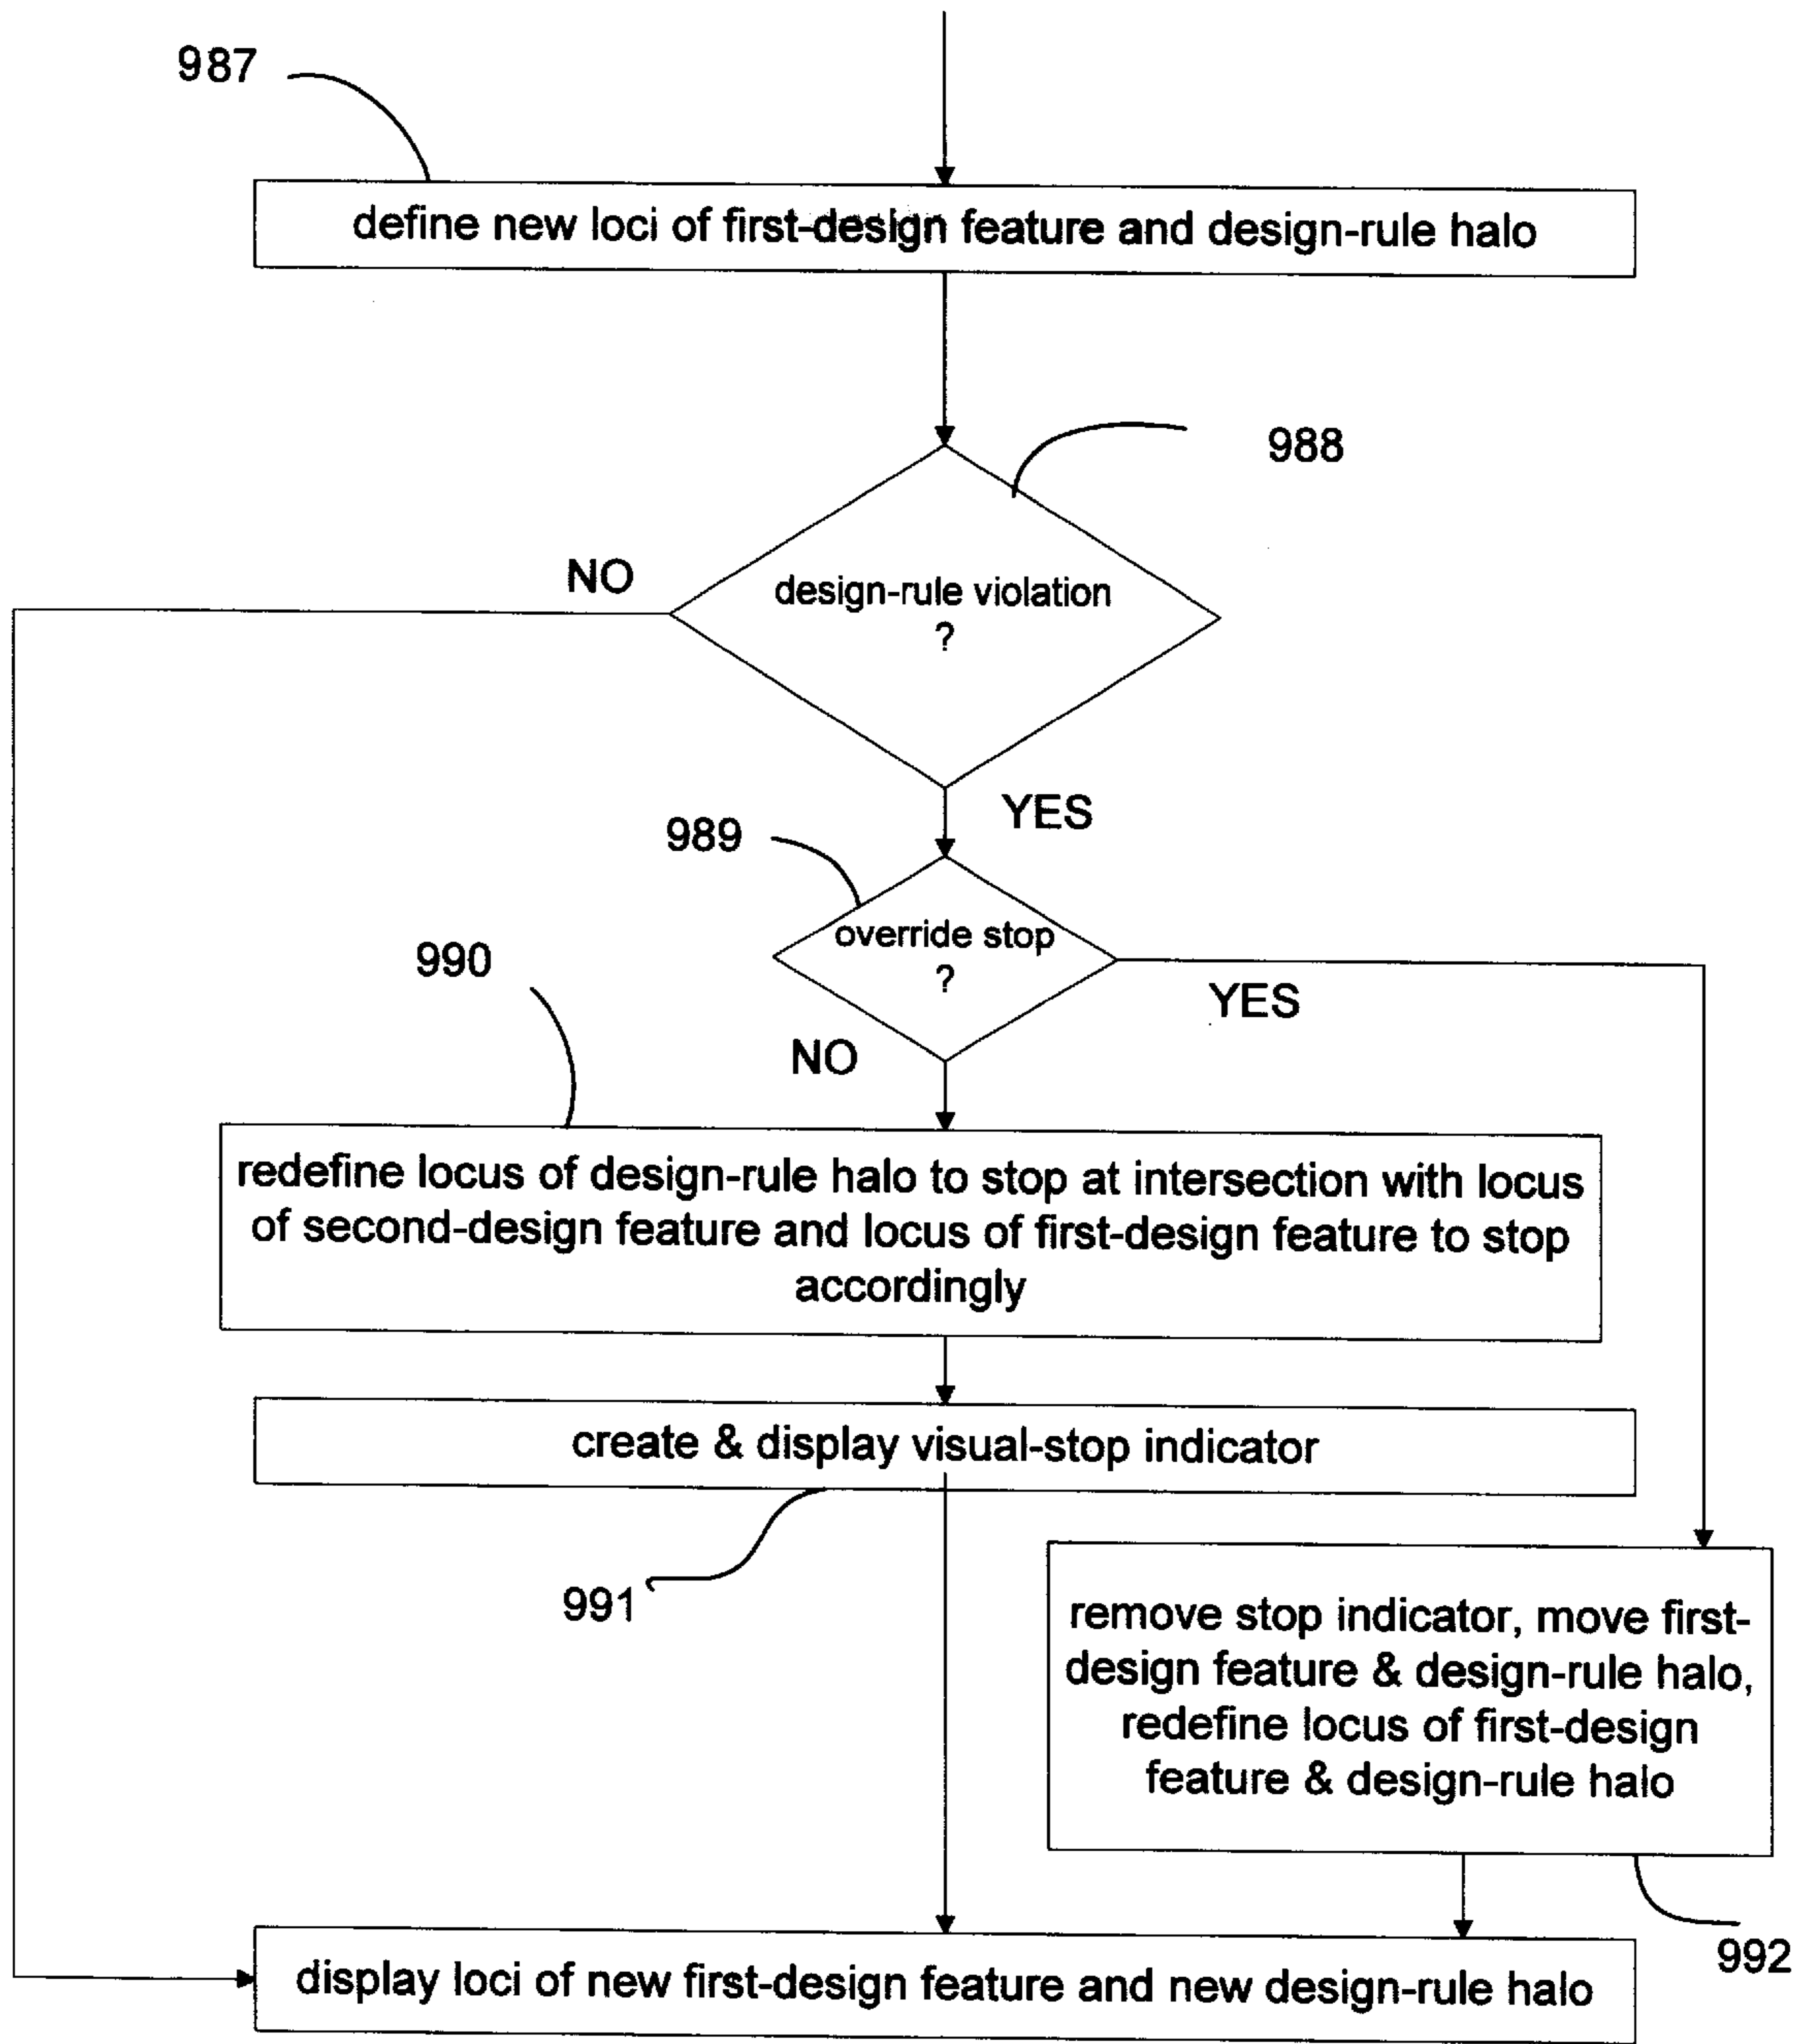 987
define new loci of first-design feature and design-rule halo
988
NO
design-rule violation
?
YES
989
override stop
?
990
YES
NO
redefine locus of design-rule halo to stop at intersection with locus
of second-design feature and locus of first-design feature to stop
accordingly
create & display visual-stop indicator
991
remove stop indicator, move first-
design feature & design-rule halo,
redefine locus of first-design
feature & design-rule halo
992
display loci of new first-design feature and new design-rule halo